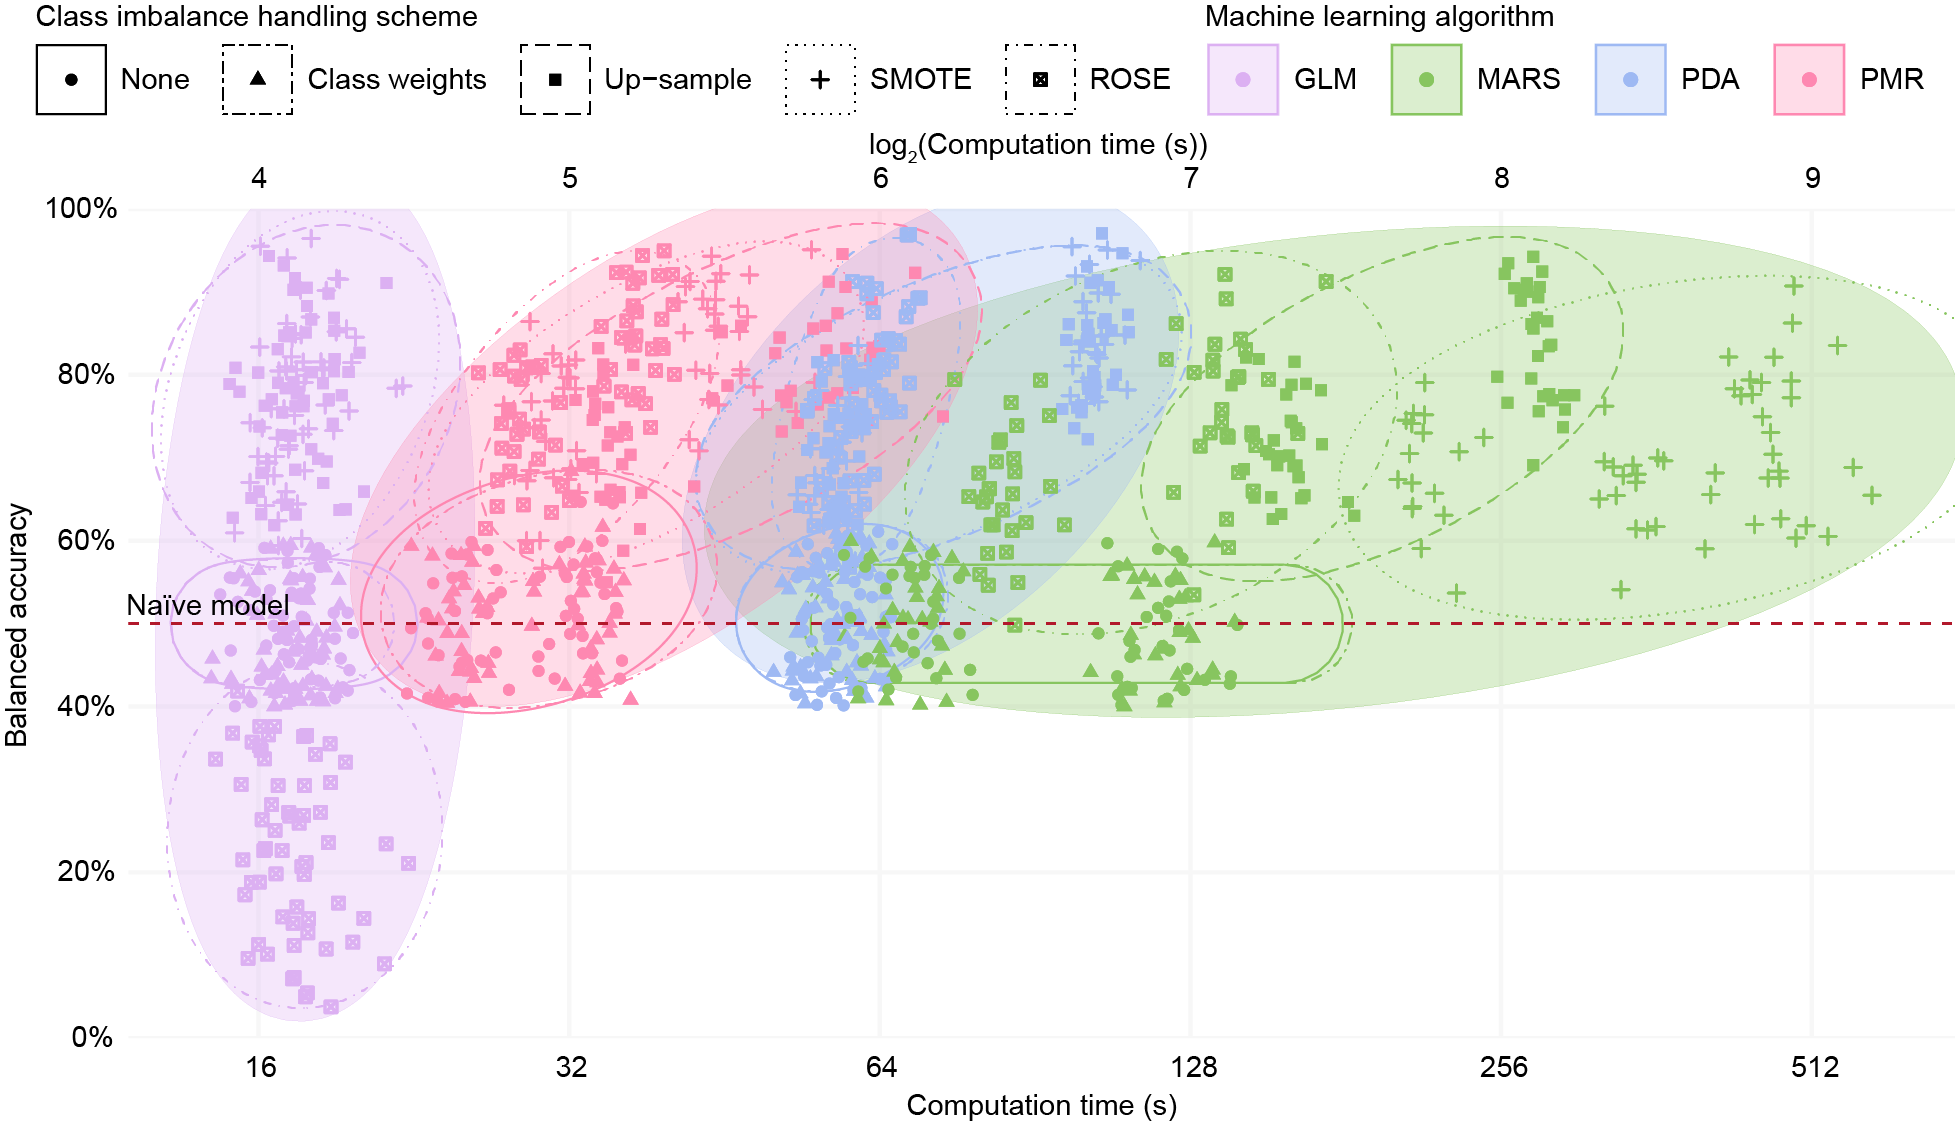 Class imbalance handling scheme
Machine learning algorithm
None Class weights Up−sample SMOTE ROSE GLM MARS PDA PMR
log2(Computation time (s))
4 5 6 7 8 9
100%
80%
60%
Naïve model
40%
20%
0%
Balanced accuracy
16 32 64 128 256 512
Computation time (s)